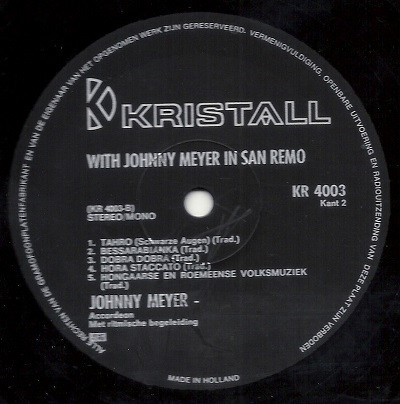 ALLE RECHTEN VAN DE GRAMOFOONPLATENFABRIKANT EN VAN DE EIGENAAR VAN HET OPGENOMEN WERK ZIJN GERESERVEERD. VERMENIGVULDIGING, OPENBARE UITVOERING EN RADIOUITZENDING VAN DEZE PLAAT ZIJN VERBODEN
KRISTALL
WITH JOHNNY MEYER IN SAN REMO
KR 4003
Kant 2
(KR 4003-B)
STEREO/MONO
1. TAHRO (Schwarze Augen) (Trad.)
2. BESSARABIANKA (Trad.)
3. DOBRA DOBRA (Trad.)
4. HORA STACCATO (Trad.)
5. HONGAARSE EN ROEMEENSE VOLKSMUZIEK
(Trad.)
JOHNNY MEYER -
Accordeon
Met ritmische begeleiding
MADE IN HOLLAND